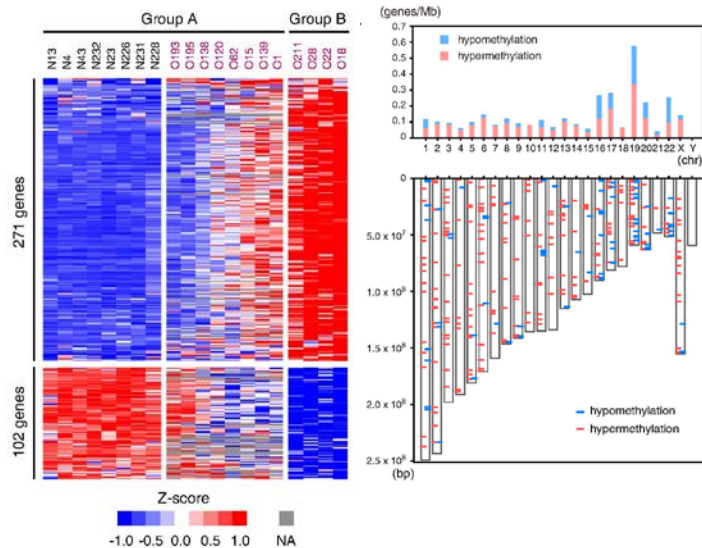 Group A Group B
N13 N4 N43 N232 N23 N226 N231 N228 O193 O195 O138 O120 O62 O15 O139 O1 C211 C28 C22 O18
271 genes
102 genes
Z-score
-1.0 -0.5 0.0 0.5 1.0 NA
(genes/Mb)
0.7
0.6
0.5
0.4
0.3
0.2
0.1
0
hypomethylation
hypermethylation
1 2 3 4 5 6 7 8 9 10 11 12 13 14 15 16 17 18 19 20 21 22 X Y
(chr)
0
5.0 x 10⁷
1.0 x 10⁸
1.5 x 10⁸
2.0 x 10⁸
2.5 x 10⁸
(bp)
hypomethylation
hypermethylation